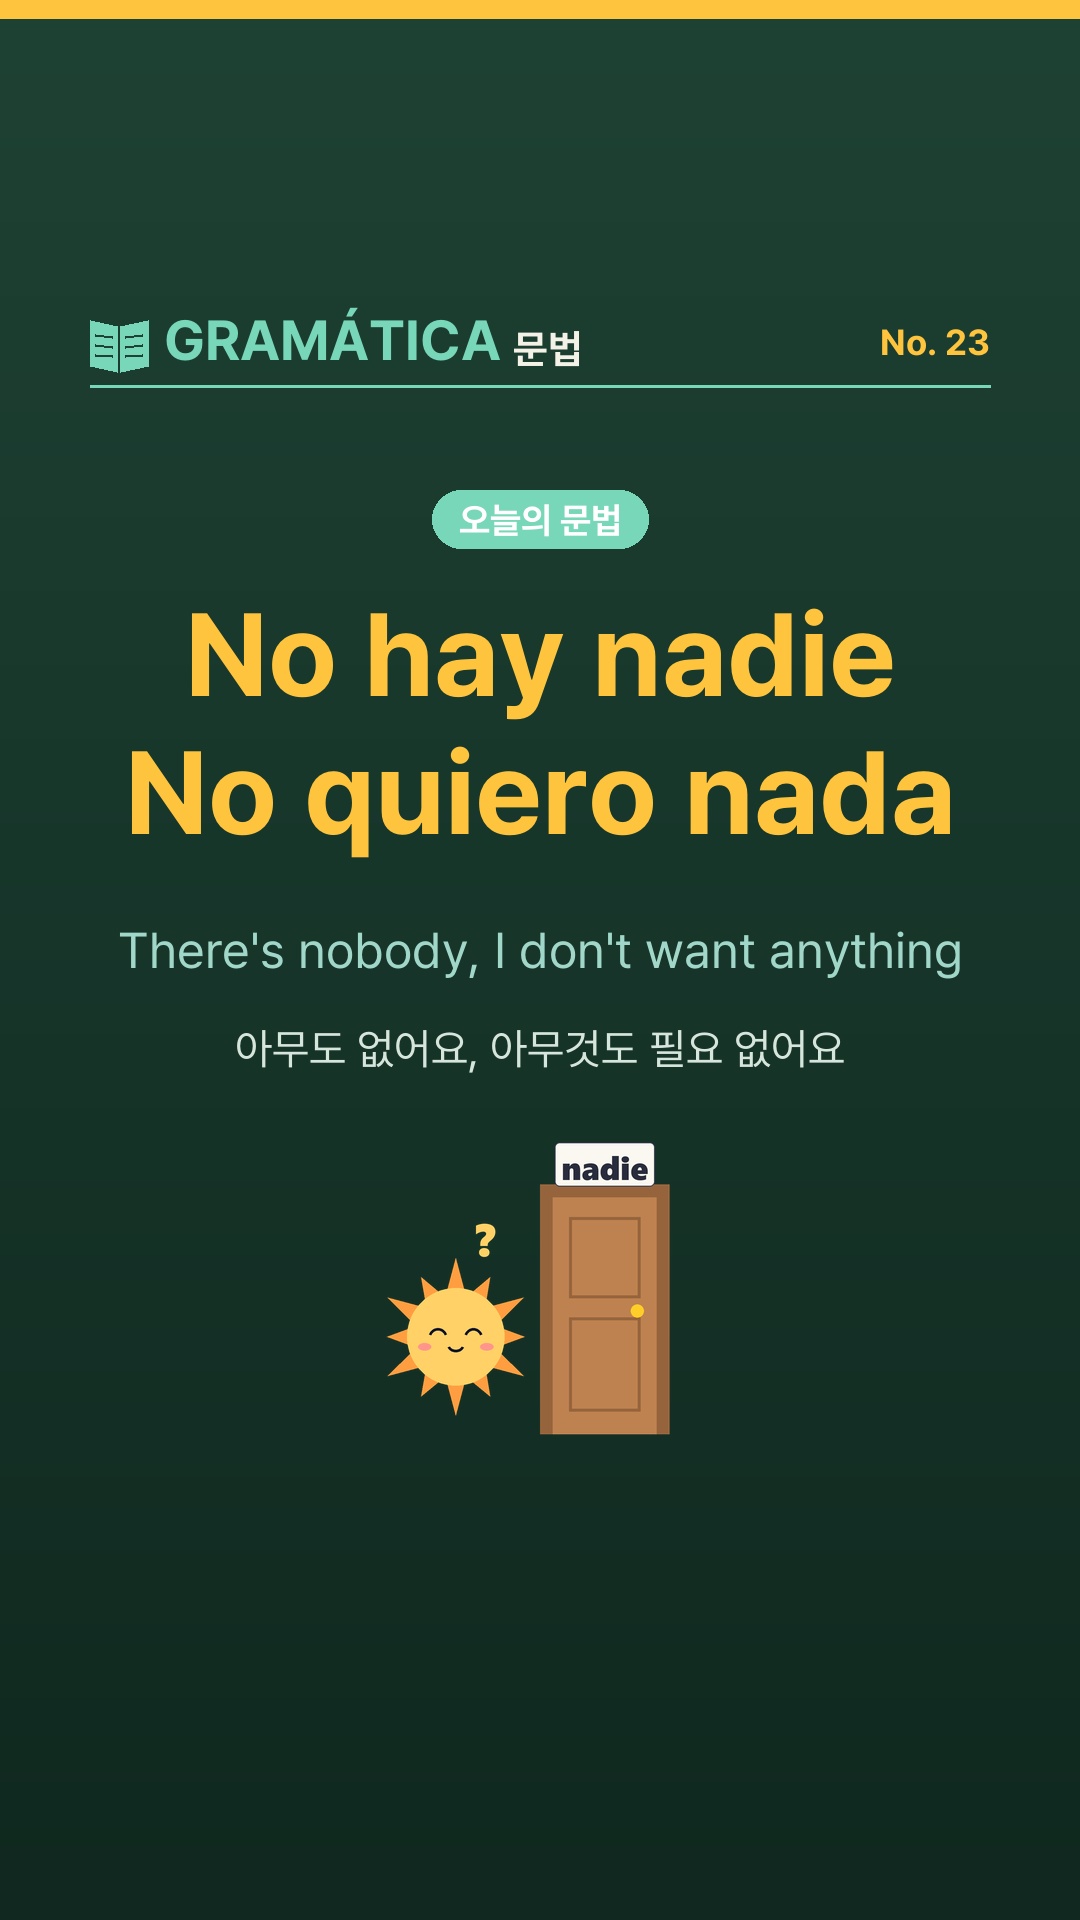 GRAMÁTICA 문법 No. 23
오늘의 문법
No hay nadie
No quiero nada
There's nobody, I don't want anything
아무도 없어요, 아무것도 필요 없어요
nadie
?